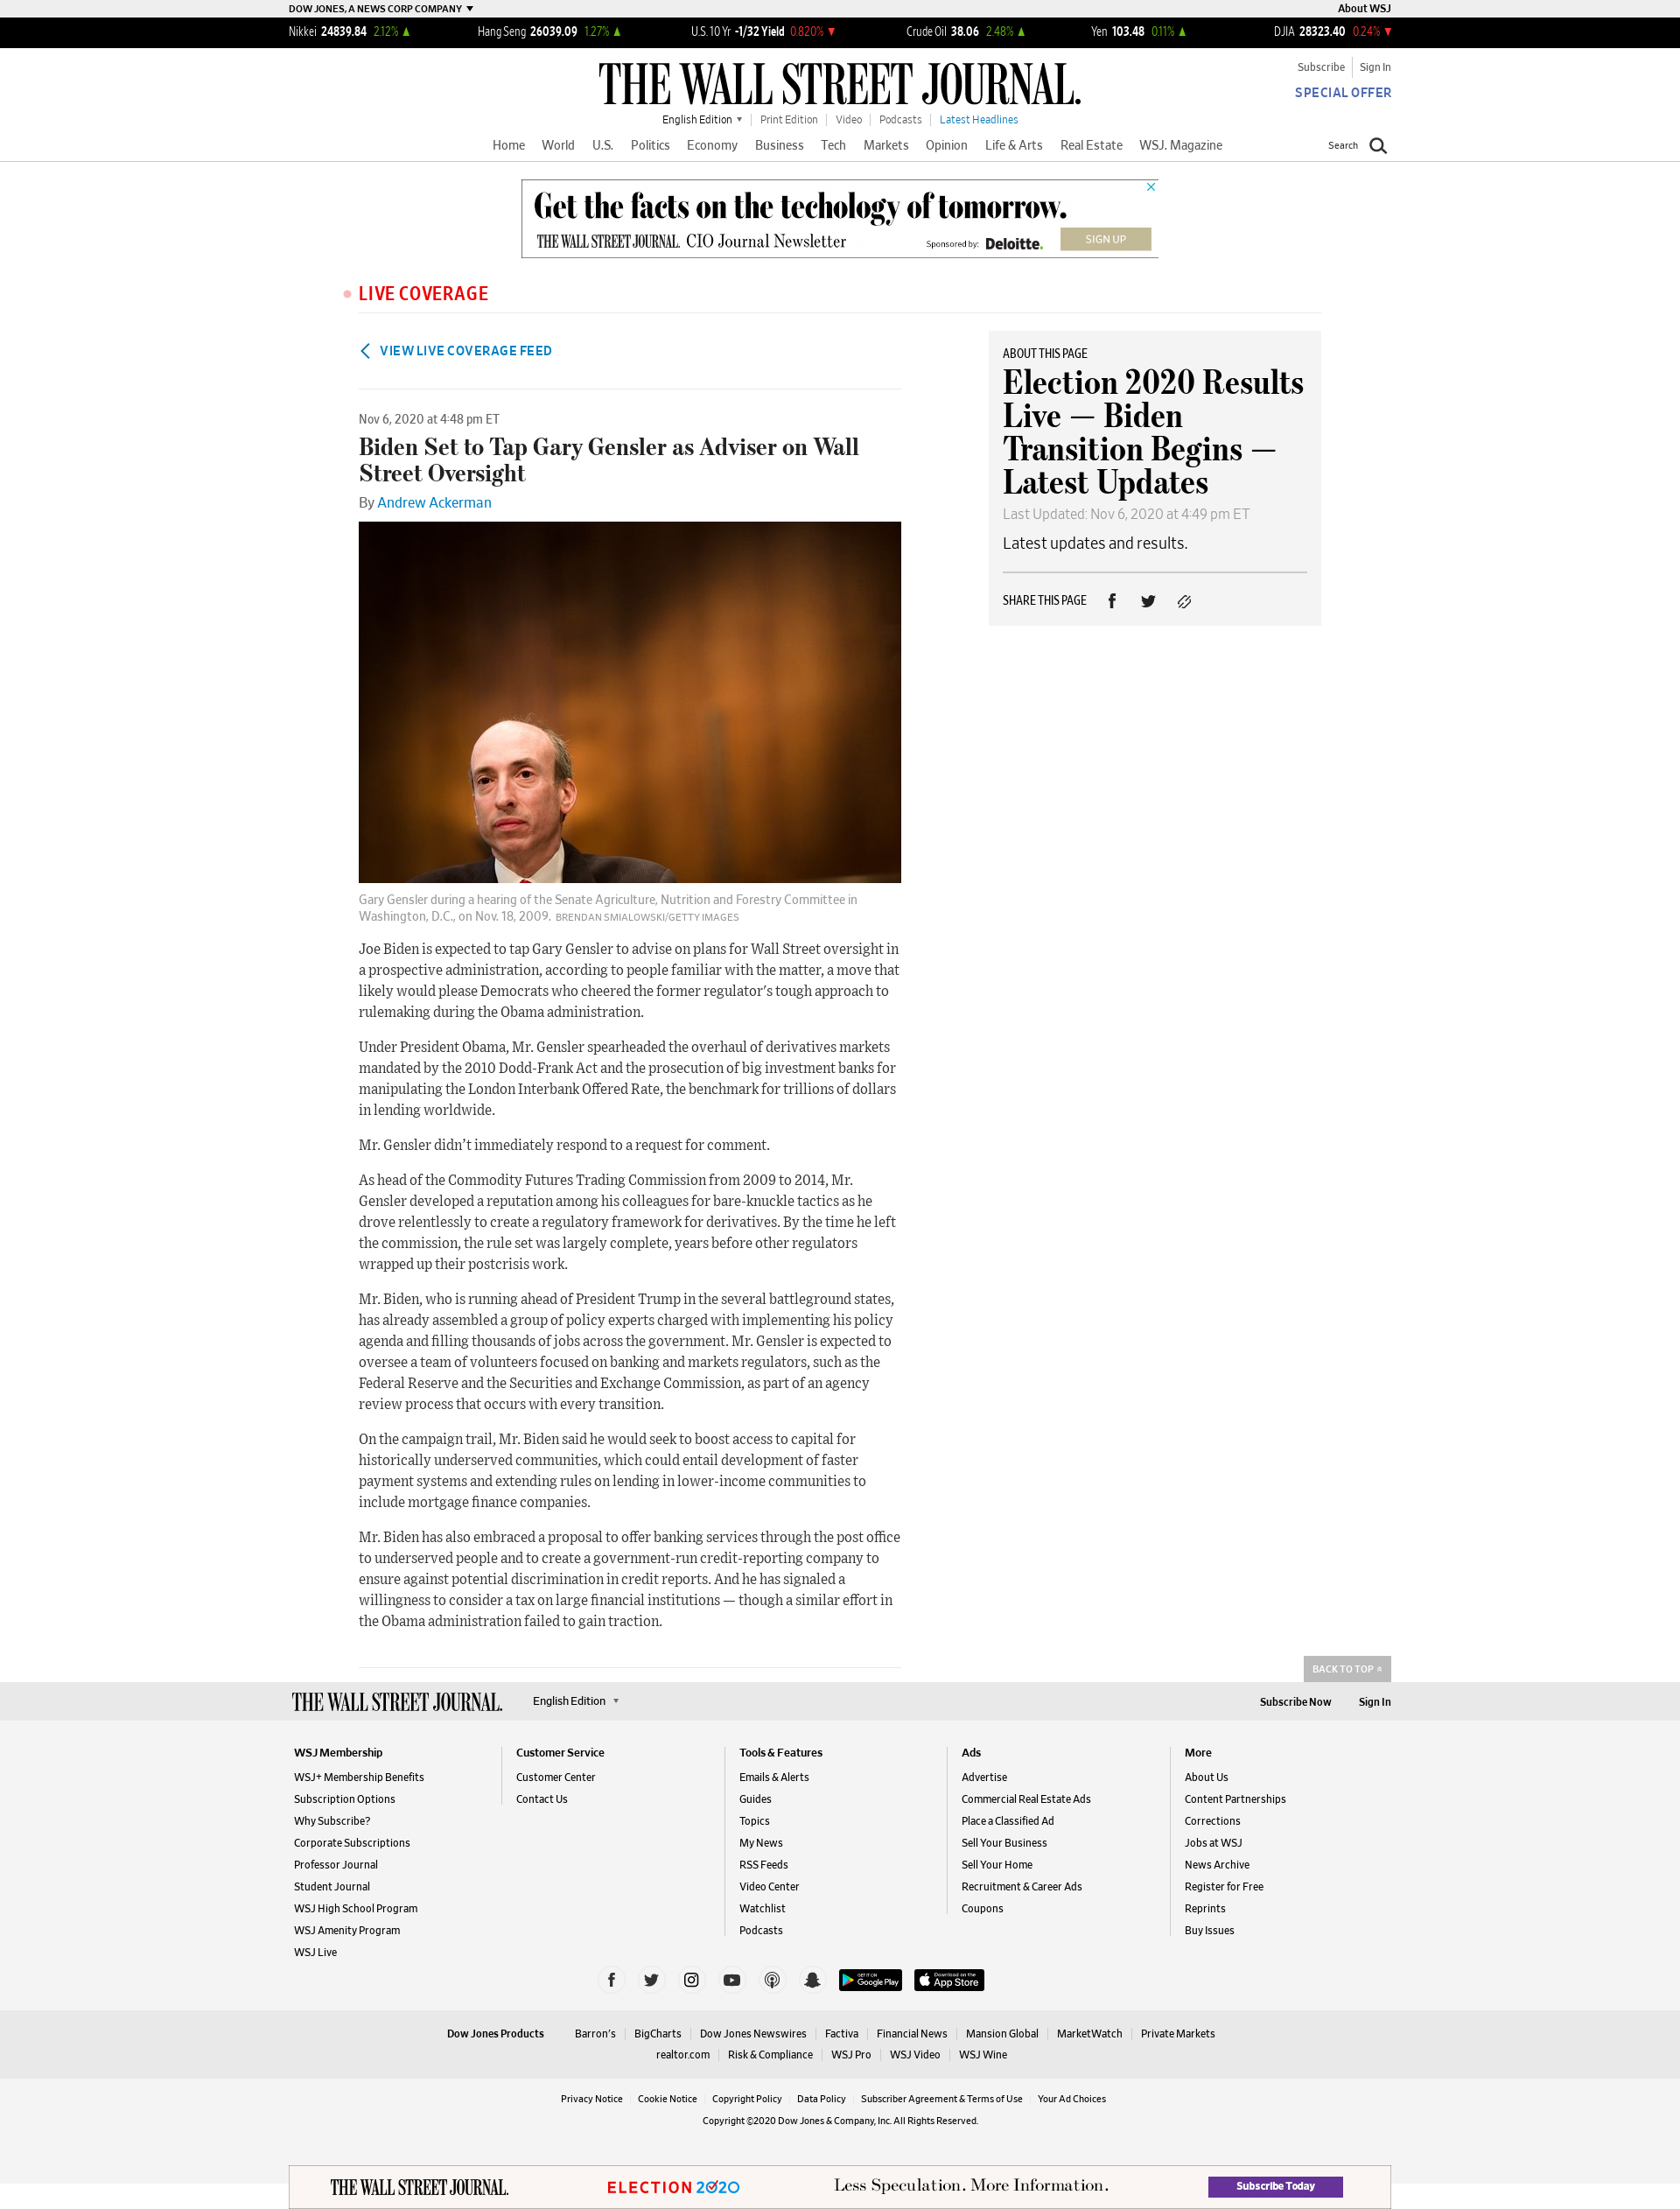 DOW JONES, A NEWS CORP COMPANY
About WSJ
Nikkei 24839.84 2.12%
Hang Seng 26039.09 1.27%
U.S. 10 Yr -1/32 Yield 0.820%
Crude Oil 38.06 2.48%
Yen 103.48 0.11%
DJIA 28323.40 0.24%
THE WALL STREET JOURNAL.
Subscribe
Sign In
SPECIAL OFFER
English Edition
Print Edition
Video
Podcasts
Latest Headlines
Home World U.S. Politics Economy Business Tech Markets Opinion Life & Arts Real Estate WSJ. Magazine
Search
Get the facts on the techology of tomorrow.
THE WALL STREET JOURNAL. CIO Journal Newsletter
Sponsored by: Deloitte.
SIGN UP
LIVE COVERAGE
VIEW LIVE COVERAGE FEED
Nov 6, 2020 at 4:48 pm ET
Biden Set to Tap Gary Gensler as Adviser on Wall
Street Oversight
By Andrew Ackerman
Gary Gensler during a hearing of the Senate Agriculture, Nutrition and Forestry Committee in
Washington, D.C., on Nov. 18, 2009. BRENDAN SMIALOWSKI/GETTY IMAGES
Joe Biden is expected to tap Gary Gensler to advise on plans for Wall Street oversight in
a prospective administration, according to people familiar with the matter, a move that
likely would please Democrats who cheered the former regulator's tough approach to
rulemaking during the Obama administration.
Under President Obama, Mr. Gensler spearheaded the overhaul of derivatives markets
mandated by the 2010 Dodd-Frank Act and the prosecution of big investment banks for
manipulating the London Interbank Offered Rate, the benchmark for trillions of dollars
in lending worldwide.
Mr. Gensler didn't immediately respond to a request for comment.
As head of the Commodity Futures Trading Commission from 2009 to 2014, Mr.
Gensler developed a reputation among his colleagues for bare-knuckle tactics as he
drove relentlessly to create a regulatory framework for derivatives. By the time he left
the commission, the rule set was largely complete, years before other regulators
wrapped up their postcrisis work.
Mr. Biden, who is running ahead of President Trump in the several battleground states,
has already assembled a group of policy experts charged with implementing his policy
agenda and filling thousands of jobs across the government. Mr. Gensler is expected to
oversee a team of volunteers focused on banking and markets regulators, such as the
Federal Reserve and the Securities and Exchange Commission, as part of an agency
review process that occurs with every transition.
On the campaign trail, Mr. Biden said he would seek to boost access to capital for
historically underserved communities, which could entail development of faster
payment systems and extending rules on lending in lower-income communities to
include mortgage finance companies.
Mr. Biden has also embraced a proposal to offer banking services through the post office
to underserved people and to create a government-run credit-reporting company to
ensure against potential discrimination in credit reports. And he has signaled a
willingness to consider a tax on large financial institutions — though a similar effort in
the Obama administration failed to gain traction.
ABOUT THIS PAGE
Election 2020 Results
Live — Biden
Transition Begins —
Latest Updates
Last Updated: Nov 6, 2020 at 4:49 pm ET
Latest updates and results.
SHARE THIS PAGE
BACK TO TOP
THE WALL STREET JOURNAL.
English Edition
Subscribe Now
Sign In
WSJ Membership
WSJ+ Membership Benefits
Subscription Options
Why Subscribe?
Corporate Subscriptions
Professor Journal
Student Journal
WSJ High School Program
WSJ Amenity Program
WSJ Live
Customer Service
Customer Center
Contact Us
Tools & Features
Emails & Alerts
Guides
Topics
My News
RSS Feeds
Video Center
Watchlist
Podcasts
Ads
Advertise
Commercial Real Estate Ads
Place a Classified Ad
Sell Your Business
Sell Your Home
Recruitment & Career Ads
Coupons
More
About Us
Content Partnerships
Corrections
Jobs at WSJ
News Archive
Register for Free
Reprints
Buy Issues
GET IT ON
Google Play
Download on the
App Store
Dow Jones Products
Barron's BigCharts Dow Jones Newswires Factiva Financial News Mansion Global MarketWatch Private Markets
realtor.com Risk & Compliance WSJ Pro WSJ Video WSJ Wine
Privacy Notice Cookie Notice Copyright Policy Data Policy Subscriber Agreement & Terms of Use Your Ad Choices
Copyright ©2020 Dow Jones & Company, Inc. All Rights Reserved.
THE WALL STREET JOURNAL.
ELECTION 2020
Less Speculation. More Information.
Subscribe Today